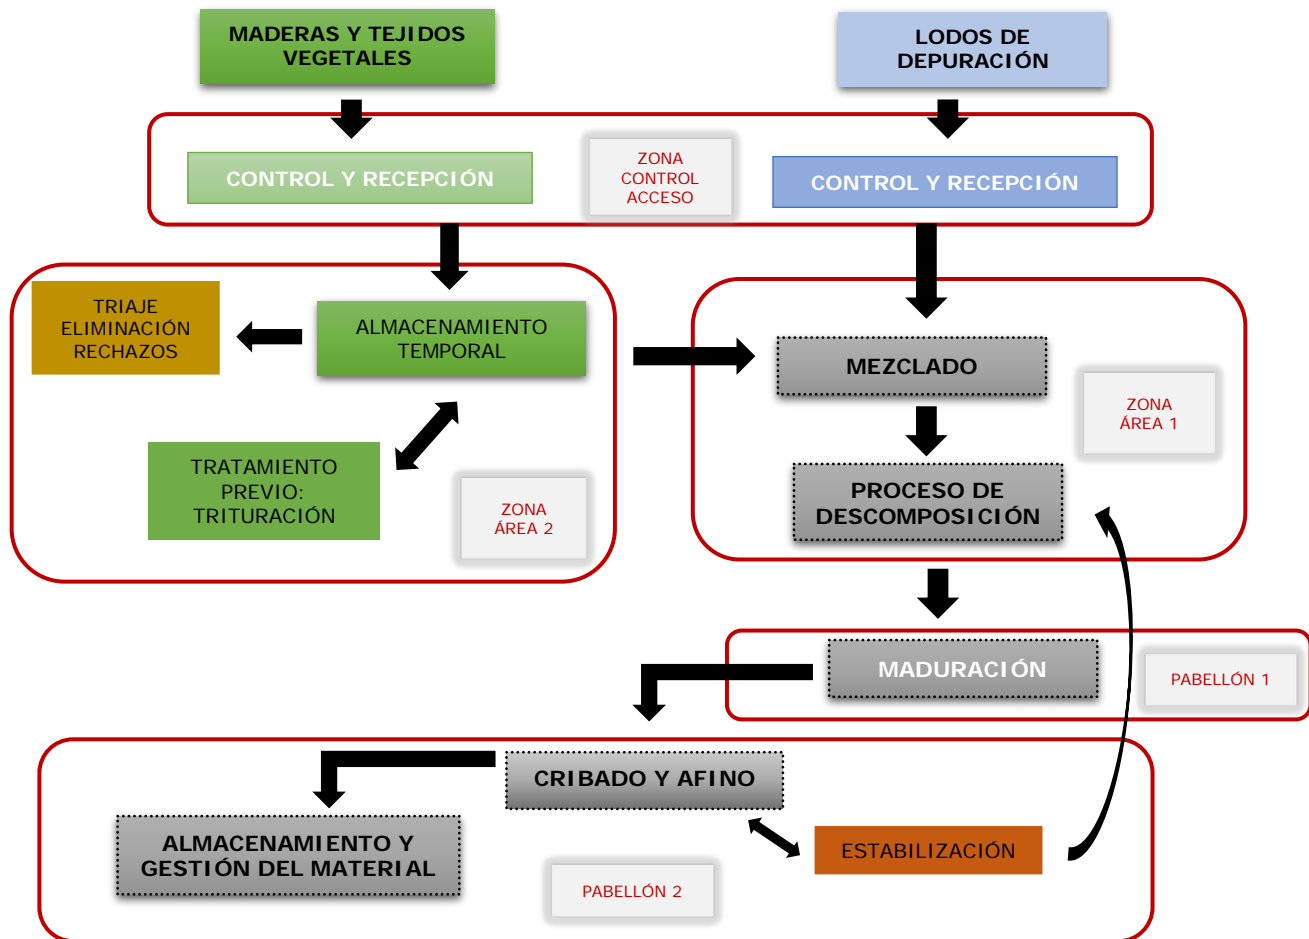 MADERAS Y TEJIDOS
VEGETALES
LODOS DE
DEPURACIÓN
CONTROL Y RECEPCIÓN
ZONA
CONTROL
ACCESO
CONTROL Y RECEPCIÓN
TRIAJE
ELIMINACIÓN
RECHAZOS
ALMACENAMIENTO
TEMPORAL
MEZCLADO
ZONA
ÁREA 1
TRATAMIENTO
PREVIO:
TRITURACIÓN
ZONA
ÁREA 2
PROCESO DE
DESCOMPOSICIÓN
MADURACIÓN
PABELLÓN 1
CRIBADO Y AFINO
ALMACENAMIENTO Y
GESTIÓN DEL MATERIAL
ESTABILIZACIÓN
PABELLÓN 2